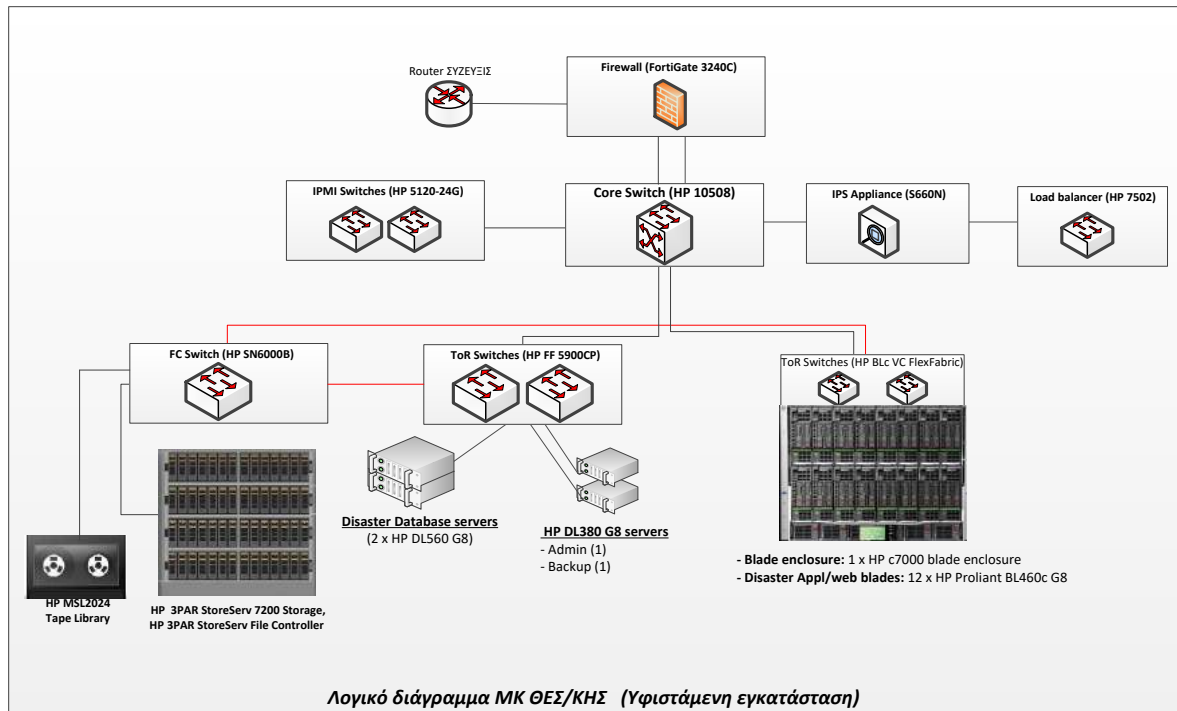 Firewall (FortiGate 3240C)
Router ΣΥΖΕΥΞΙΣ
IPMI Switches (HP 5120-24G)
Core Switch (HP 10508)
IPS Appliance (S660N)
Load balancer (HP 7502)
FC Switch (HP SN6000B)
ToR Switches (HP FF 5900CP)
ToR Switches (HP BLc VC FlexFabric)
Disaster Database servers
(2 x HP DL560 G8)
HP DL380 G8 servers
- Admin (1)
- Backup (1)
- Blade enclosure: 1 x HP c7000 blade enclosure
- Disaster Appl/web blades: 12 x HP Proliant BL460c G8
HP MSL2024
Tape Library
HP 3PAR StoreServ 7200 Storage,
HP 3PAR StoreServ File Controller
Λογικό διάγραμμα ΜΚ ΘΕΣ/ΚΗΣ (Υφιστάμενη εγκατάσταση)